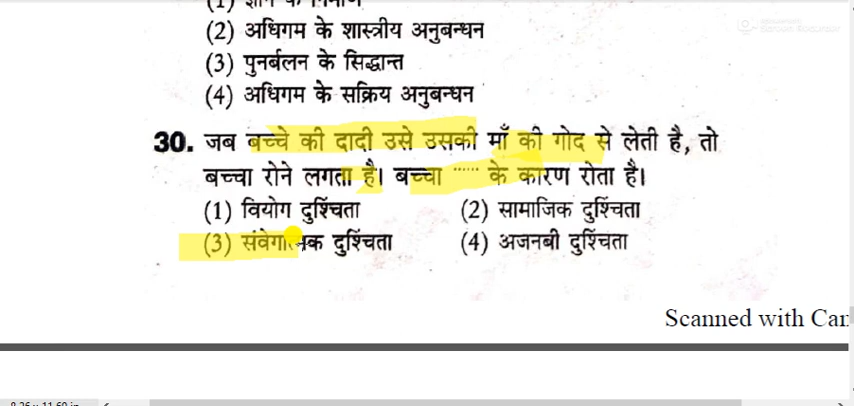 (2) अधिगम के शास्त्रीय अनुबन्धन
(3) पुनर्बलन के सिद्धान्त
(4) अधिगम के सक्रिय अनुबन्धन
30. जब बच्चे की दादी उसे उसकी माँ की गोद से लेती है, तो
बच्चा रोने लगता है। बच्चा ...... के कारण रोता है।
(1) वियोग दुश्चिंता (2) सामाजिक दुश्चिंता
(3) संवेगात्मक दुश्चिंता (4) अजनबी दुश्चिंता
Scanned with